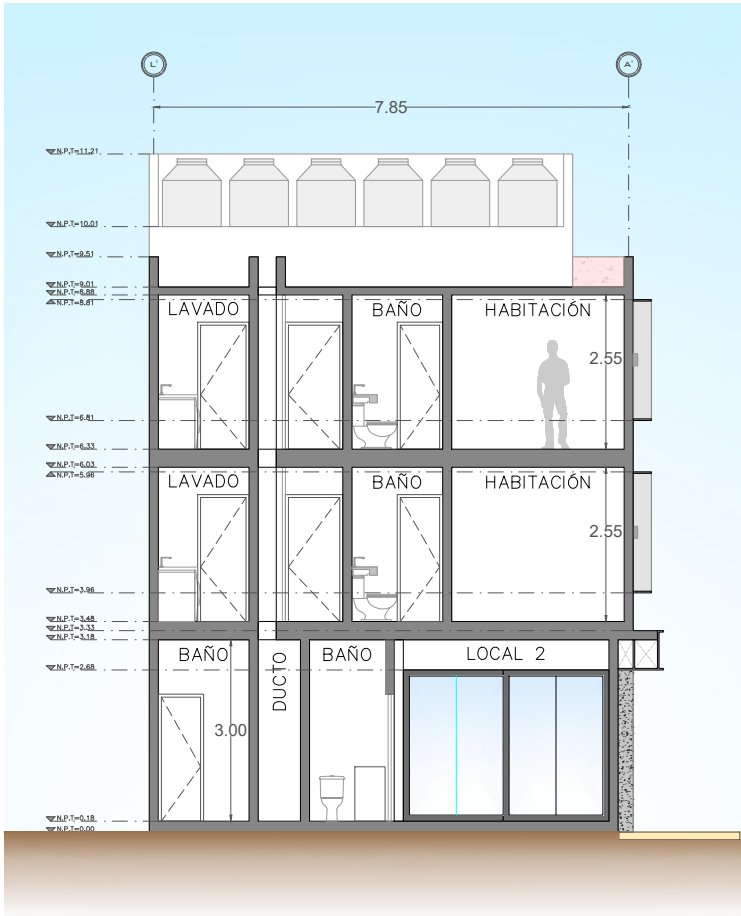 L' A'
7.85
N.P.T=11.21
N.P.T=10.01
N.P.T=9.51
N.P.T=9.01
N.P.T=8.88
N.P.T=8.81
LAVADO BAÑO HABITACIÓN
2.55
N.P.T=6.81
N.P.T=6.33
N.P.T=6.03
N.P.T=5.96
LAVADO BAÑO HABITACIÓN
2.55
N.P.T=3.96
N.P.T=3.48
N.P.T=3.33
N.P.T=3.18
BAÑO DUCTO BAÑO LOCAL 2
N.P.T=2.68
3.00
N.P.T=0.18
N.P.T=0.00